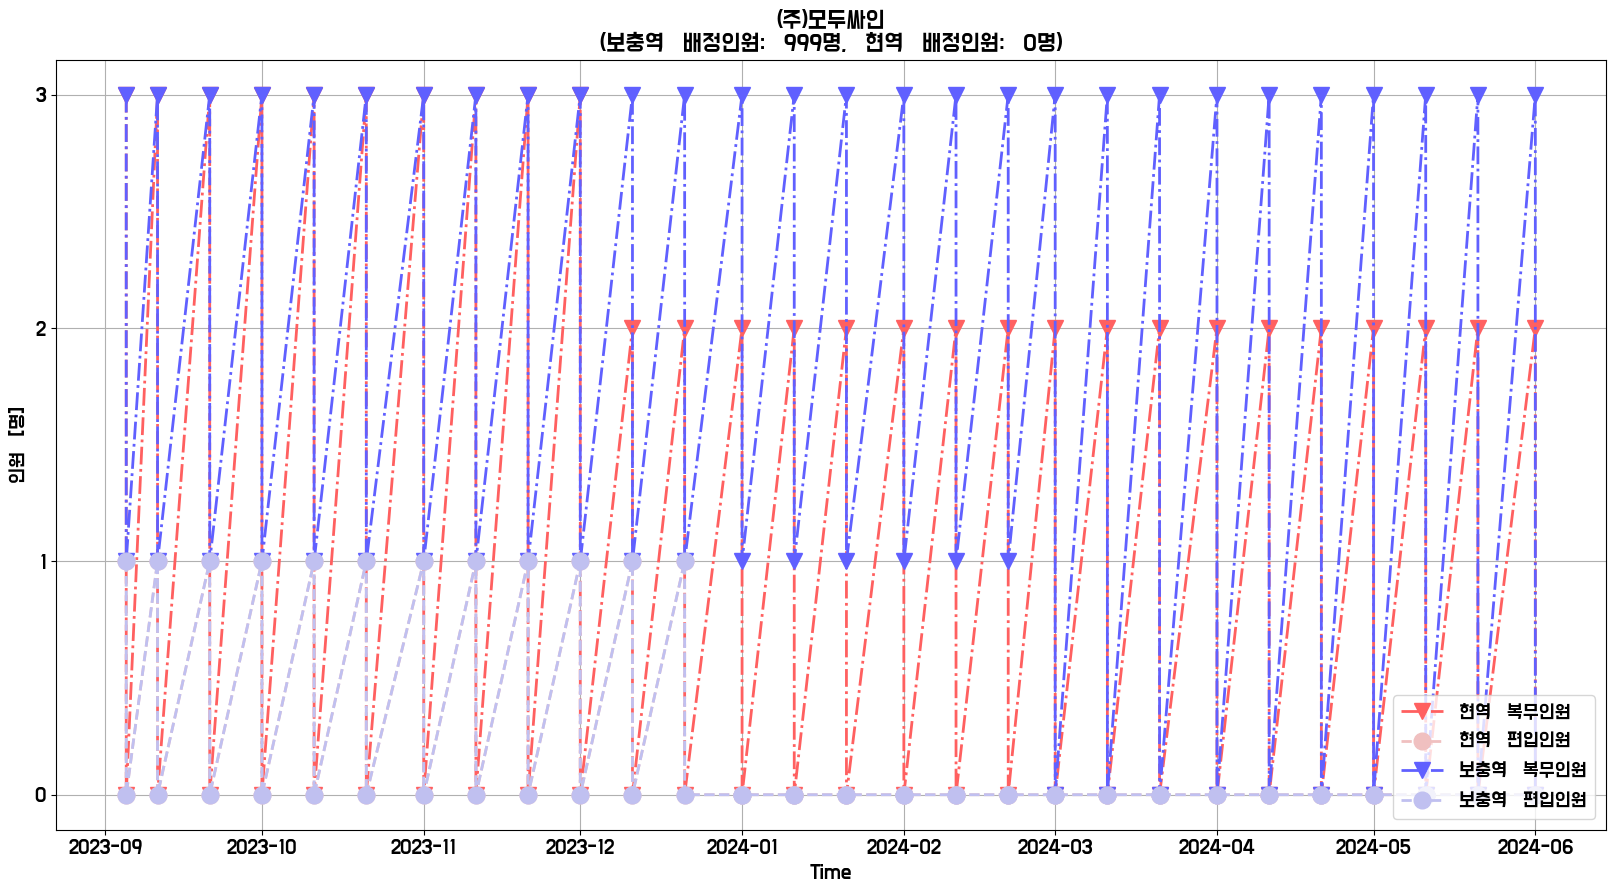 (주)모두싸인
(보충역 배정인원: 999명, 현역 배정인원: 0명)
3
2
1
0
인원 [명]
2023-09 2023-10 2023-11 2023-12 2024-01 2024-02 2024-03 2024-04 2024-05 2024-06
Time
현역 복무인원
현역 편입인원
보충역 복무인원
보충역 편입인원